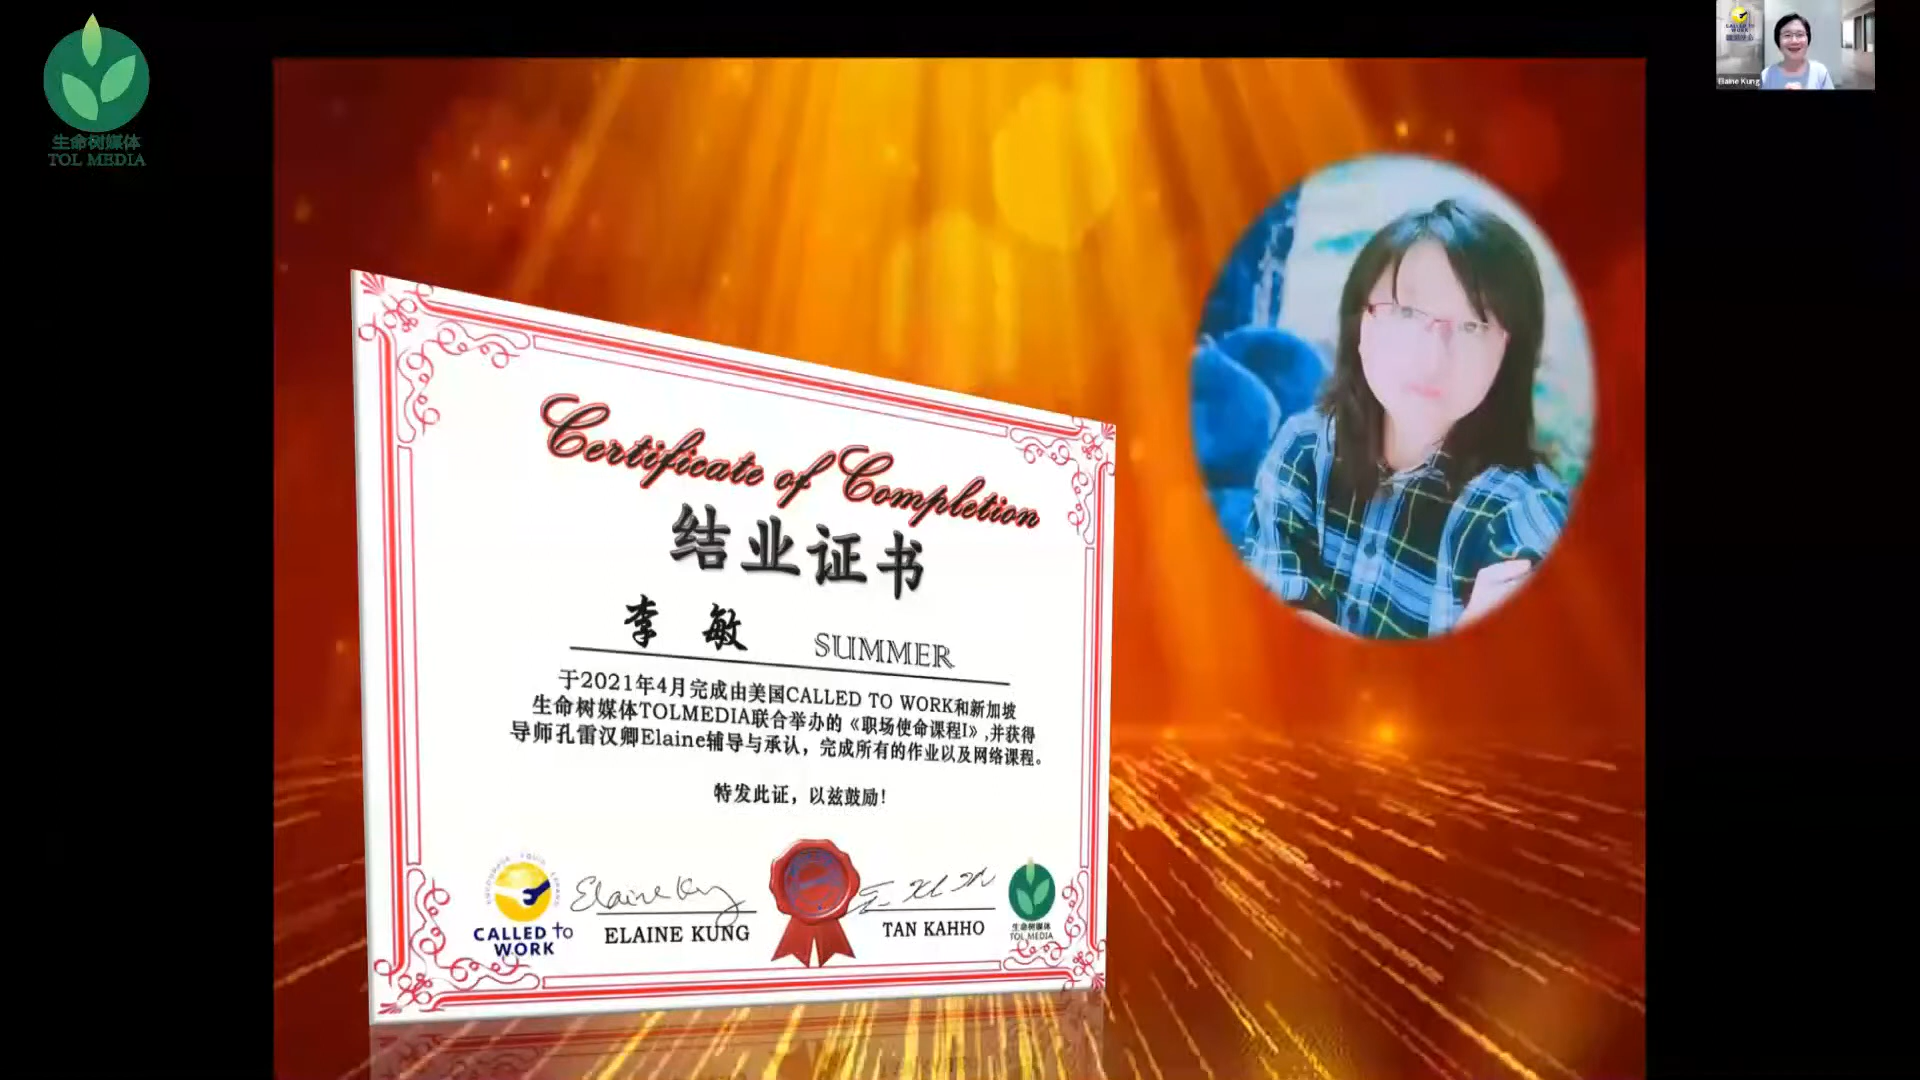 生命树媒体
TOL MEDIA
Elaine Kung
Certificate of Completion
结业证书
李 敏 SUMMER
于2021年4月完成由美国CALLED TO WORK和新加坡
生命树媒体TOLMEDIA联合举办的《职场使命课程I》,并获得
导师孔雷汉卿Elaine辅导与承认，完成所有的作业以及网络课程。
特发此证，以兹鼓励!
CALLED to
WORK
Elaine Kung
ELAINE KUNG
TAN KAHHO
生命树媒体
TOL MEDIA